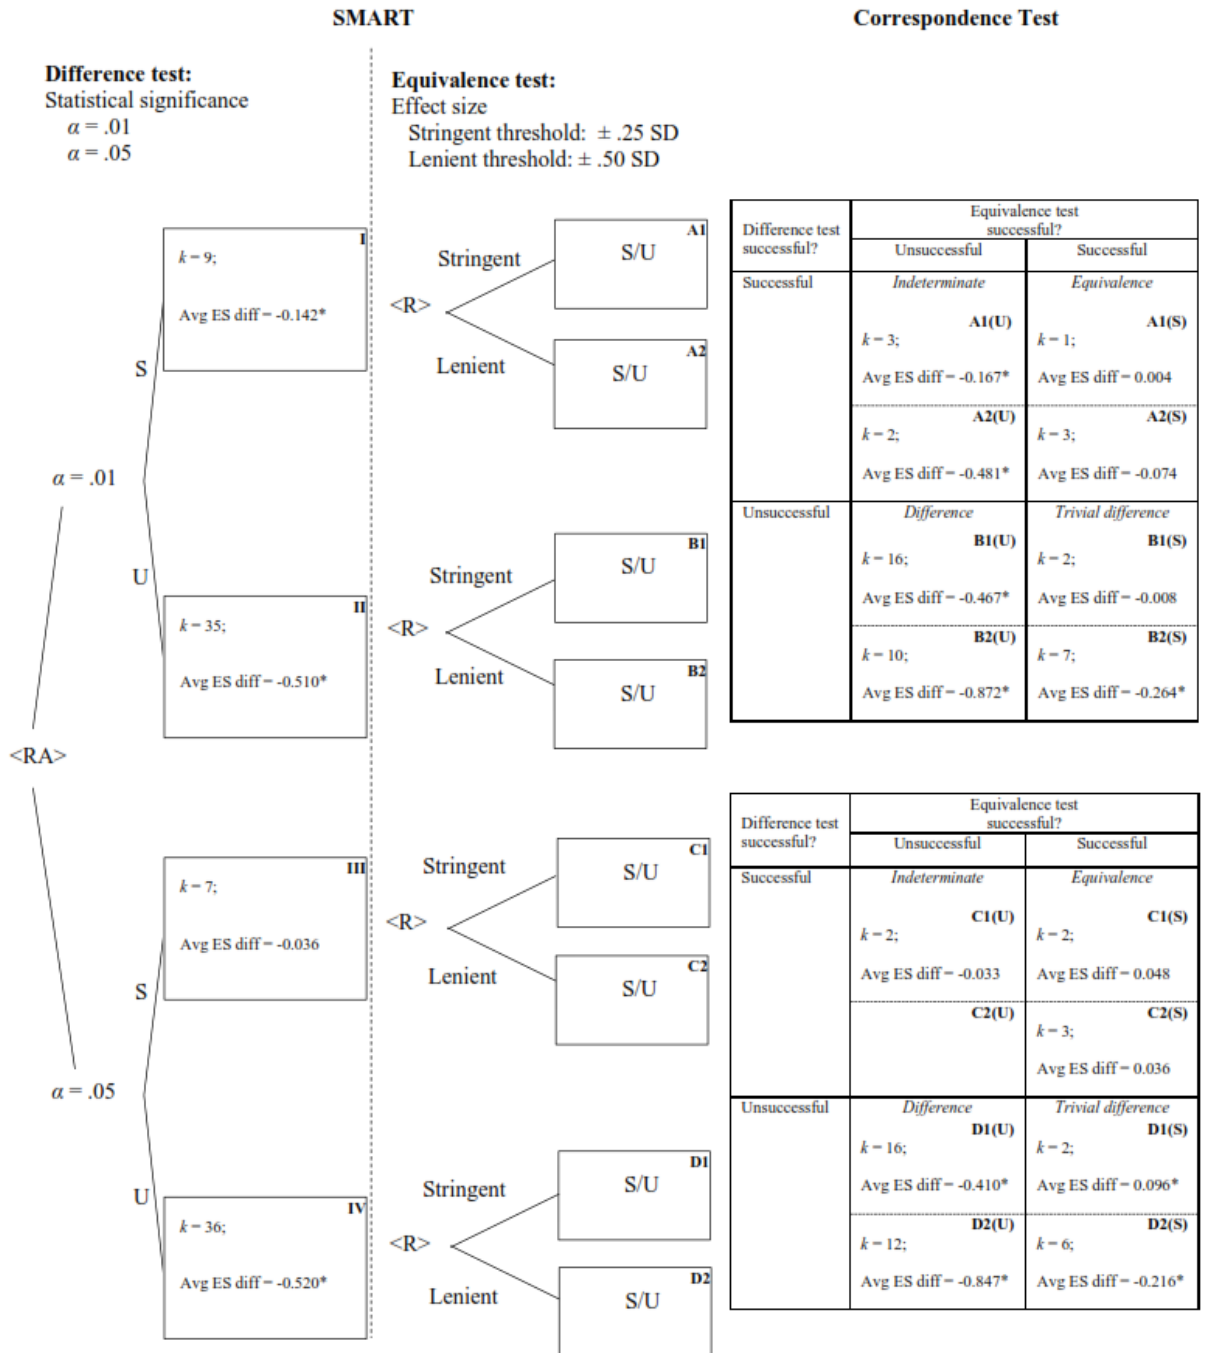 SMART
Correspondence Test
Difference test:
Statistical significance
α = .01
α = .05
Equivalence test:
Effect size
Stringent threshold: ± .25 SD
Lenient threshold: ± .50 SD
<RA>
α = .01
S
U
I
k = 9;
Avg ES diff = -0.142*
<R>
Stringent
Lenient
A1
S/U
A2
S/U
II
k = 35;
Avg ES diff = -0.510*
<R>
Stringent
Lenient
B1
S/U
B2
S/U
Difference test
successful?
Equivalence test
successful?
Unsuccessful
Successful
Successful
Indeterminate
A1(U)
k = 3;
Avg ES diff = -0.167*
Equivalence
A1(S)
k = 1;
Avg ES diff = 0.004
A2(U)
k = 2;
Avg ES diff = -0.481*
A2(S)
k = 3;
Avg ES diff = -0.074
Unsuccessful
Difference
B1(U)
k = 16;
Avg ES diff = -0.467*
Trivial difference
B1(S)
k = 2;
Avg ES diff = -0.008
B2(U)
k = 10;
Avg ES diff = -0.872*
B2(S)
k = 7;
Avg ES diff = -0.264*
α = .05
S
U
III
k = 7;
Avg ES diff = -0.036
<R>
Stringent
Lenient
C1
S/U
C2
S/U
IV
k = 36;
Avg ES diff = -0.520*
<R>
Stringent
Lenient
D1
S/U
D2
S/U
Difference test
successful?
Equivalence test
successful?
Unsuccessful
Successful
Successful
Indeterminate
C1(U)
k = 2;
Avg ES diff = -0.033
Equivalence
C1(S)
k = 2;
Avg ES diff = 0.048
C2(U)
C2(S)
k = 3;
Avg ES diff = 0.036
Unsuccessful
Difference
D1(U)
k = 16;
Avg ES diff = -0.410*
Trivial difference
D1(S)
k = 2;
Avg ES diff = 0.096*
D2(U)
k = 12;
Avg ES diff = -0.847*
D2(S)
k = 6;
Avg ES diff = -0.216*